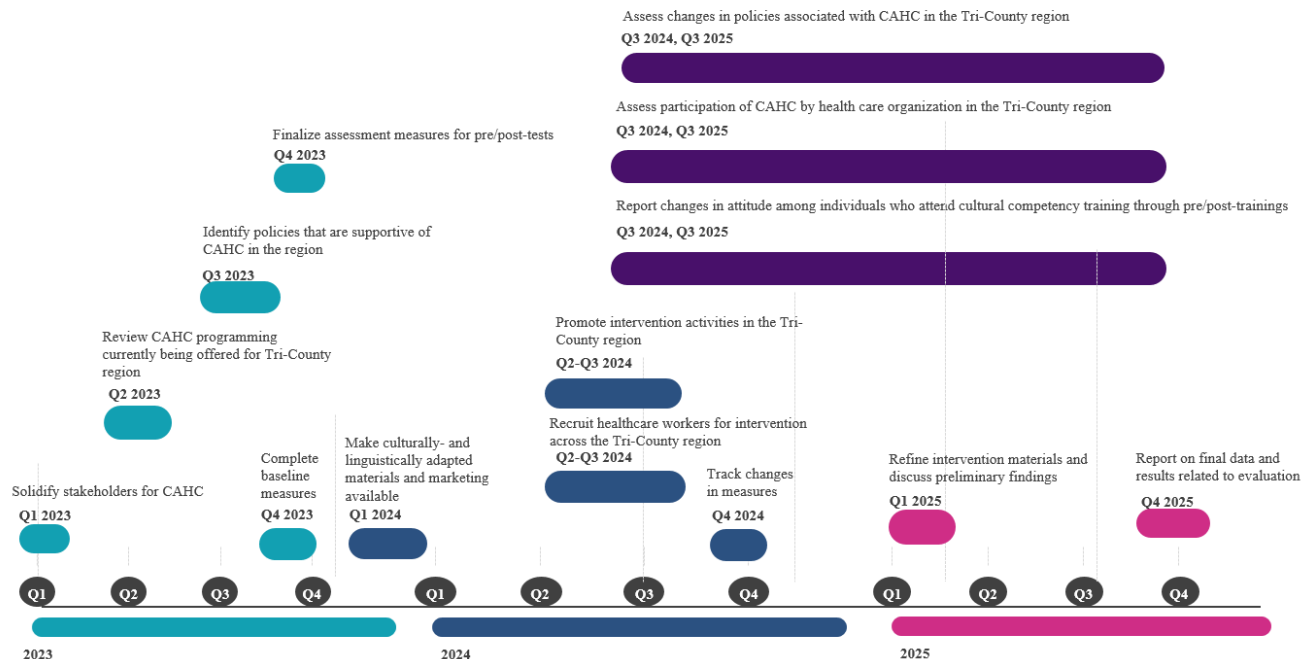 Assess changes in policies associated with CAHC in the Tri-County region
Q3 2024, Q3 2025
Assess participation of CAHC by health care organization in the Tri-County region
Q3 2024, Q3 2025
Finalize assessment measures for pre/post-tests
Q4 2023
Report changes in attitude among individuals who attend cultural competency training through pre/post-trainings
Q3 2024, Q3 2025
Identify policies that are supportive of
CAHC in the region
Q3 2023
Promote intervention activities in the Tri-
County region
Q2-Q3 2024
Review CAHC programming
currently being offered for Tri-County
region
Q2 2023
Recruit healthcare workers for intervention
across the Tri-County region
Q2-Q3 2024
Solidify stakeholders for CAHC
Q1 2023
Complete
baseline
measures
Q4 2023
Make culturally- and
linguistically adapted
materials and marketing
available
Q1 2024
Track changes
in measures
Q4 2024
Refine intervention materials and
discuss preliminary findings
Q1 2025
Report on final data and
results related to evaluation
Q4 2025
Q1
Q2
Q3
Q4
Q1
Q2
Q3
Q4
Q1
Q2
Q3
Q4
2023
2024
2025